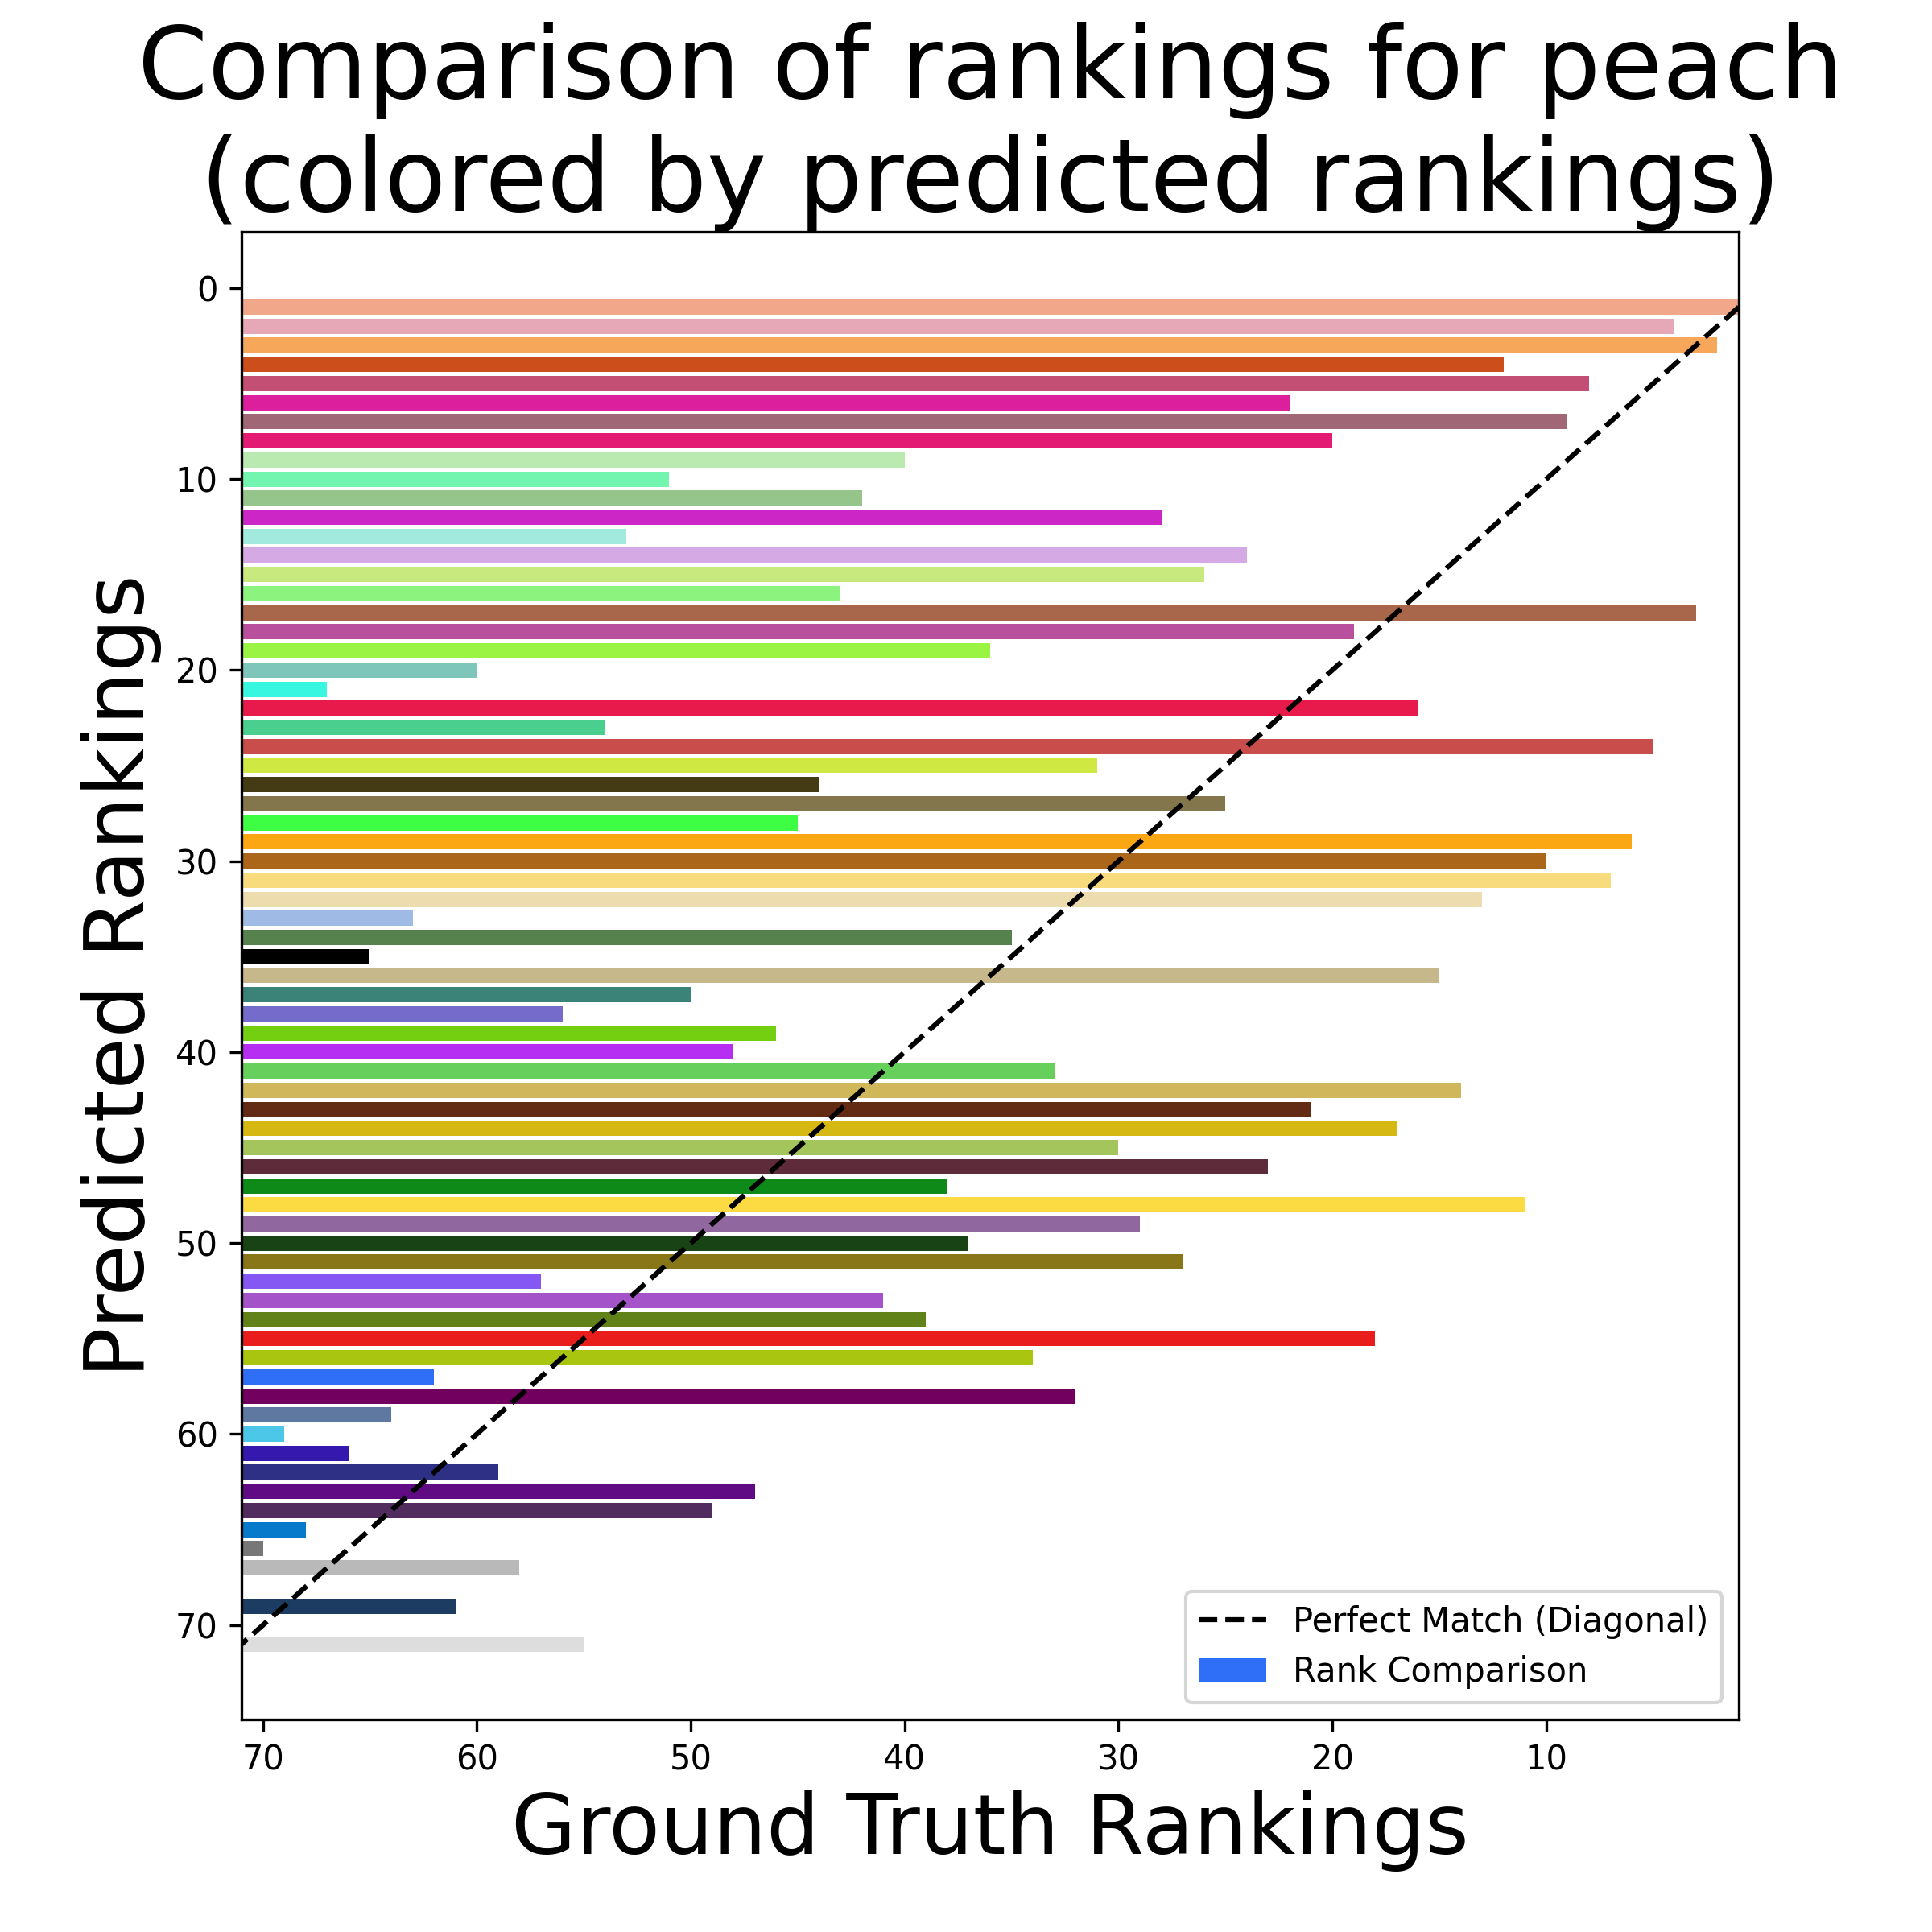 Comparison of rankings for peach
(colored by predicted rankings)
Predicted Rankings
0
10
20
30
40
50
60
70
Perfect Match (Diagonal)
Rank Comparison
70 60 50 40 30 20 10
Ground Truth Rankings